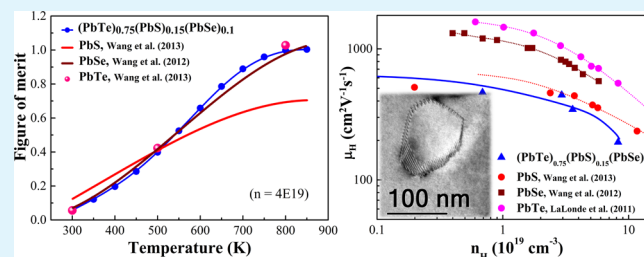 Figure of merit
1.0
0.8
0.6
0.4
0.2
0.0
(PbTe)0.75(PbS)0.15(PbSe)0.1
PbS, Wang et al. (2013)
PbSe, Wang et al. (2012)
PbTe, Wang et al. (2013)
(n = 4E19)
300 400 500 600 700 800 900
Temperature (K)
μH (cm²V⁻¹s⁻¹)
1000
100
100 nm
(PbTe)0.75(PbS)0.15(PbSe)
PbS, Wang et al. (2013)
PbSe, Wang et al. (2012)
PbTe, LaLonde et al. (2011)
0.1 1 10
nH (10¹⁹ cm⁻³)